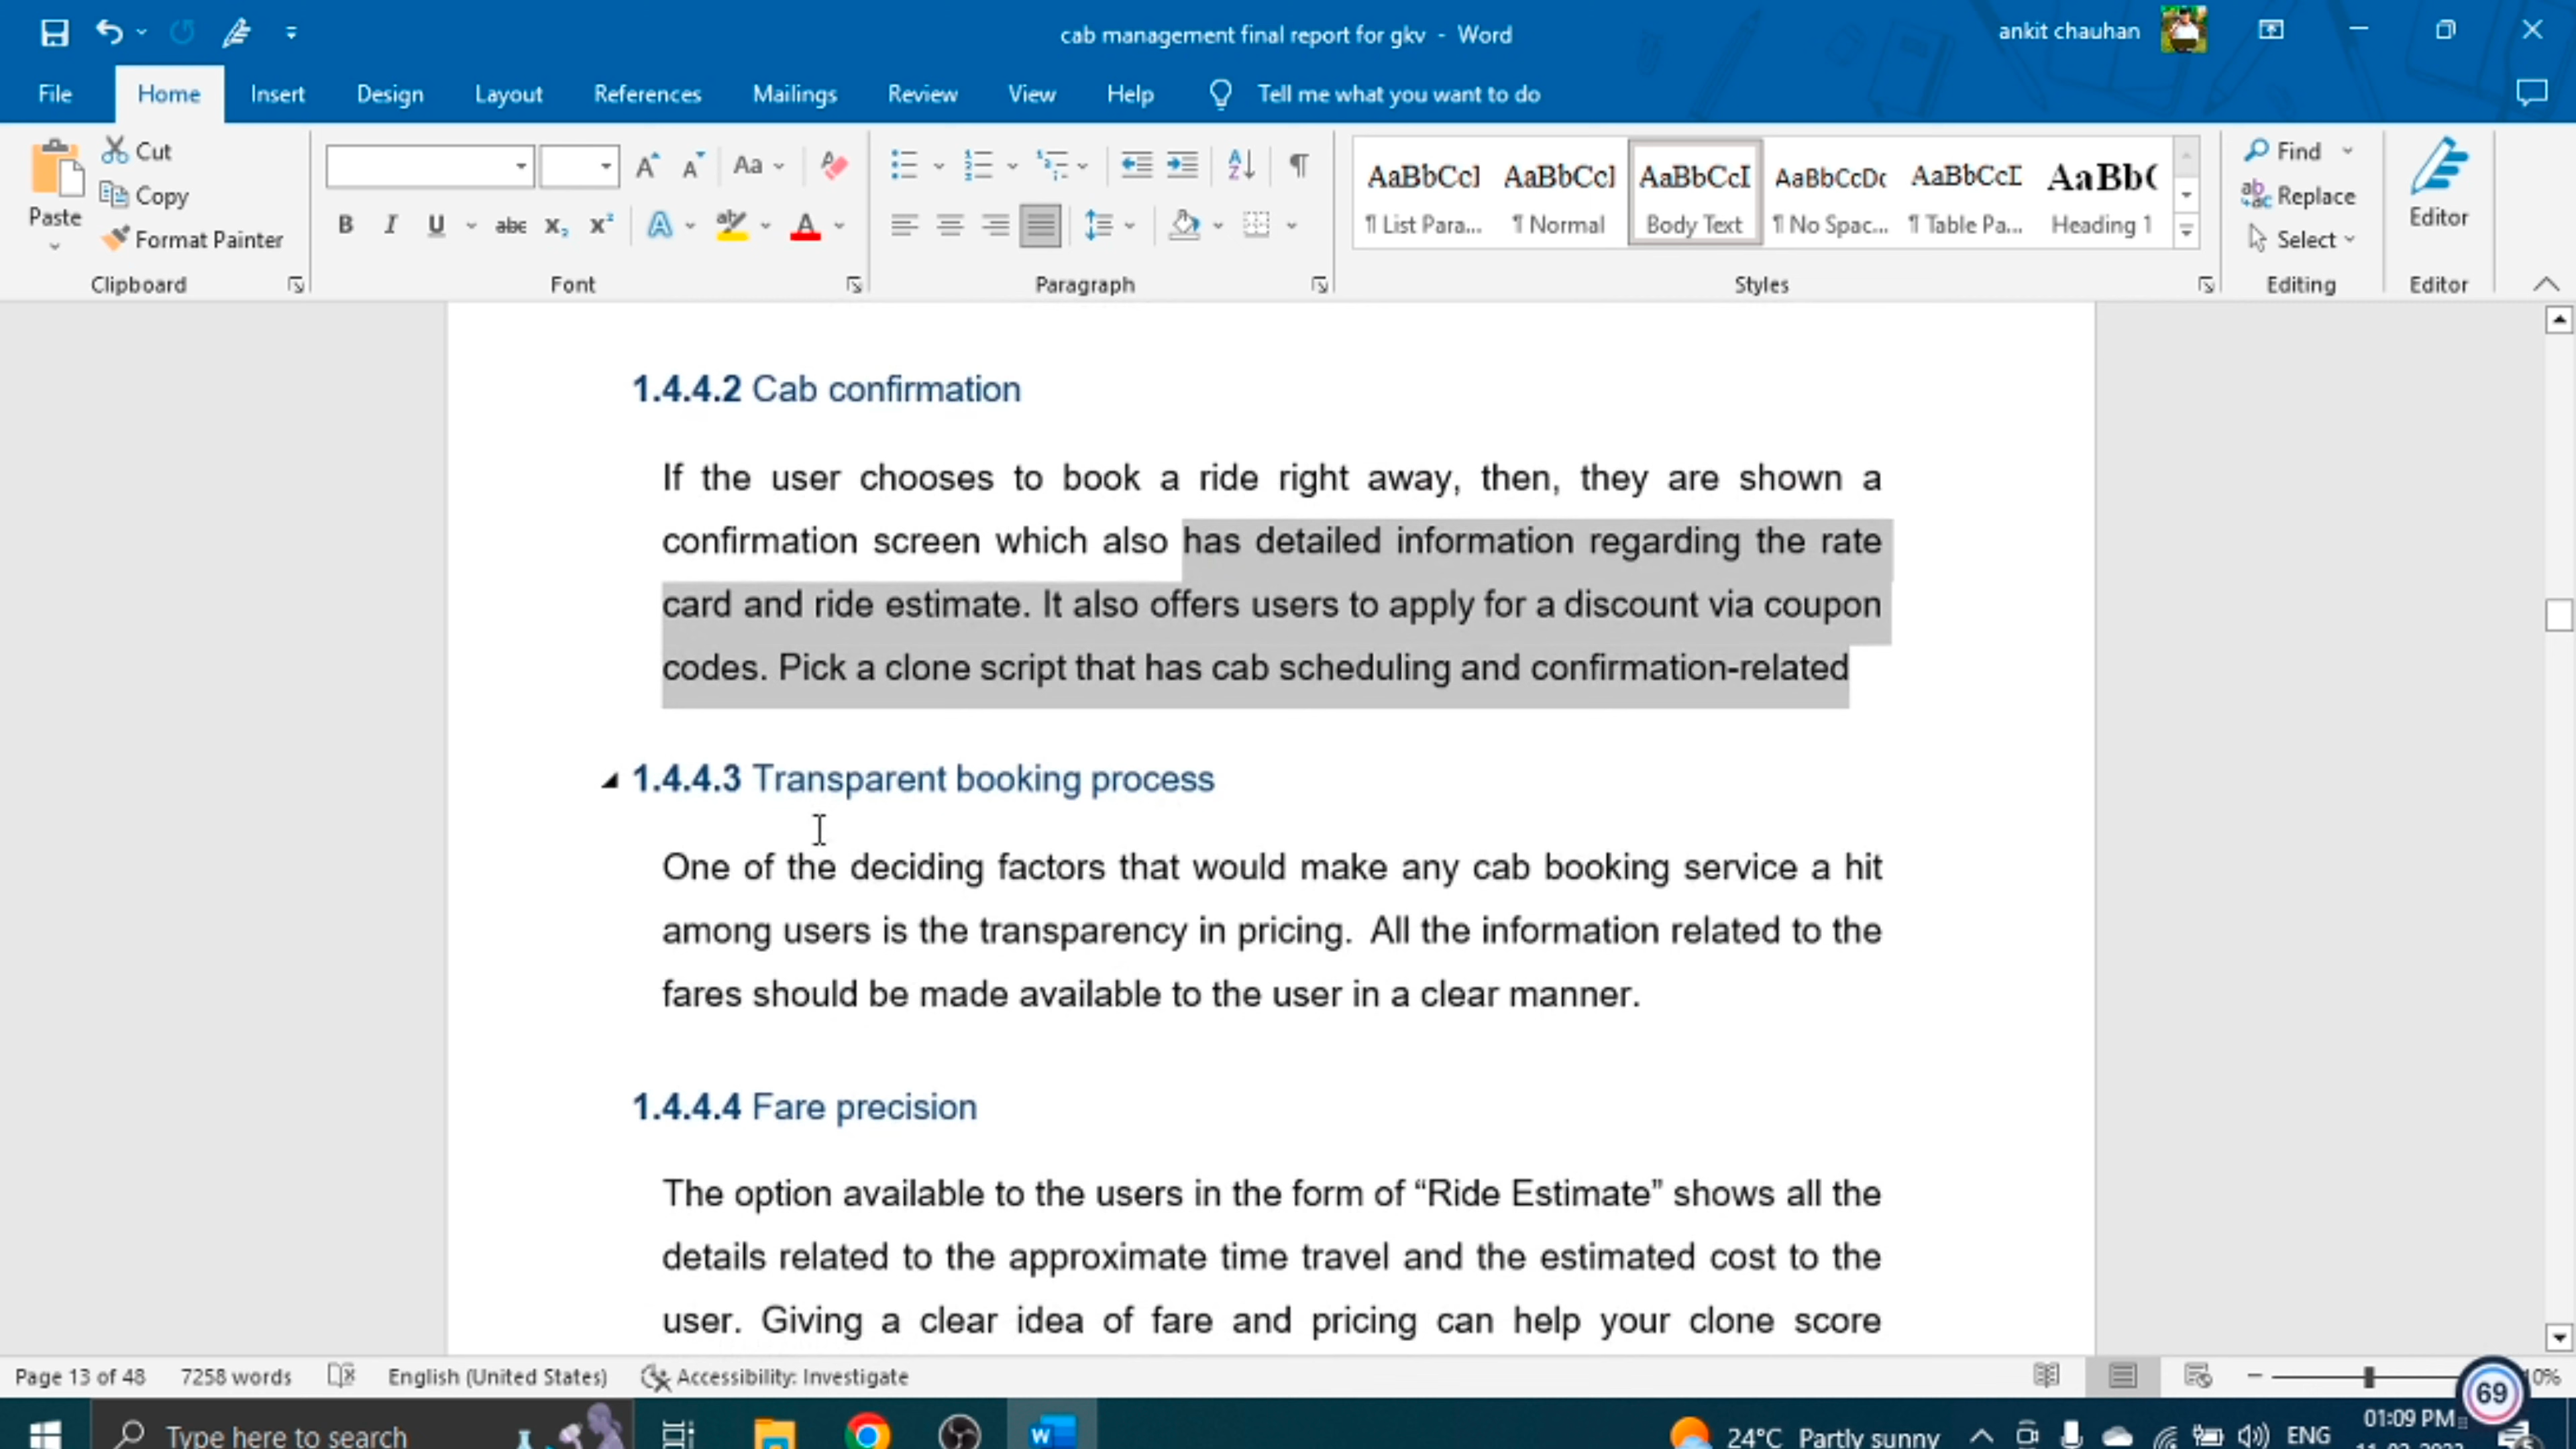 cab management final report for gkv - Word
ankit chauhan
File Home Insert Design Layout References Mailings Review View Help Tell me what you want to do
Paste
Cut
Copy
Format Painter
Clipboard
Aa
B I U abc X₂ X²
A A
Font
Paragraph
AaBbCcI AaBbCcI AaBbCcI AaBbCcDc AaBbCcI AaBb(
¶ List Para... ¶ Normal Body Text ¶ No Spac... ¶ Table Pa... Heading 1
Styles
Find
Replace
Select
Editing
Editor
Editor
1.4.4.2 Cab confirmation
If the user chooses to book a ride right away, then, they are shown a
confirmation screen which also has detailed information regarding the rate
card and ride estimate. It also offers users to apply for a discount via coupon
codes. Pick a clone script that has cab scheduling and confirmation-related
1.4.4.3 Transparent booking process
One of the deciding factors that would make any cab booking service a hit
among users is the transparency in pricing. All the information related to the
fares should be made available to the user in a clear manner.
1.4.4.4 Fare precision
The option available to the users in the form of “Ride Estimate” shows all the
details related to the approximate time travel and the estimated cost to the
user. Giving a clear idea of fare and pricing can help your clone score
Page 13 of 48 7258 words English (United States) Accessibility: Investigate
69
Type here to search
24°C Partly sunny
ENG
01:09 PM